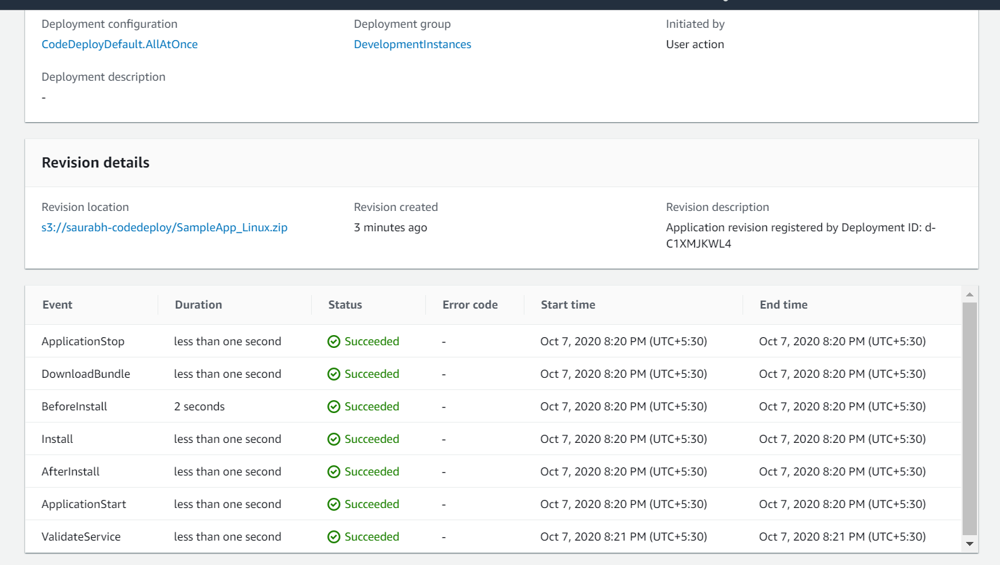 Deployment configuration Deployment group Initiated by
CodeDeployDefault.AllAtOnce DevelopmentInstances User action
Deployment description
-
Revision details
Revision location Revision created Revision description
s3://saurabh-codedeploy/SampleApp_Linux.zip 3 minutes ago Application revision registered by Deployment ID: d-
C1XMJKWL4
Event Duration Status Error code Start time End time
ApplicationStop less than one second Succeeded - Oct 7, 2020 8:20 PM (UTC+5:30) Oct 7, 2020 8:20 PM (UTC+5:30)
DownloadBundle less than one second Succeeded - Oct 7, 2020 8:20 PM (UTC+5:30) Oct 7, 2020 8:20 PM (UTC+5:30)
BeforeInstall 2 seconds Succeeded - Oct 7, 2020 8:20 PM (UTC+5:30) Oct 7, 2020 8:20 PM (UTC+5:30)
Install less than one second Succeeded - Oct 7, 2020 8:20 PM (UTC+5:30) Oct 7, 2020 8:20 PM (UTC+5:30)
AfterInstall less than one second Succeeded - Oct 7, 2020 8:20 PM (UTC+5:30) Oct 7, 2020 8:20 PM (UTC+5:30)
ApplicationStart less than one second Succeeded - Oct 7, 2020 8:20 PM (UTC+5:30) Oct 7, 2020 8:20 PM (UTC+5:30)
ValidateService less than one second Succeeded - Oct 7, 2020 8:21 PM (UTC+5:30) Oct 7, 2020 8:21 PM (UTC+5:30)